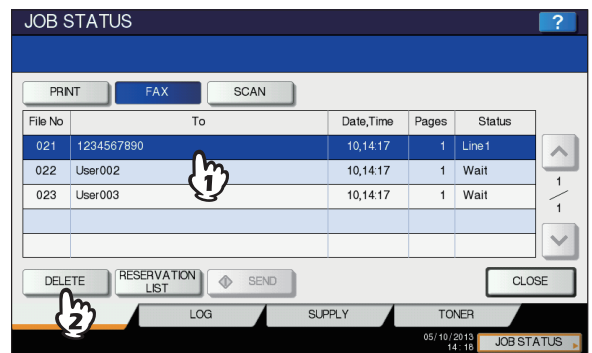 JOB STATUS ?
PRINT FAX SCAN
File No To Date,Time Pages Status
021 1234567890 10,14:17 1 Line1
022 User002 10,14:17 1 Wait
023 User003 10,14:17 1 Wait
1
1
1
DELETE RESERVATION LIST SEND CLOSE
2
LOG SUPPLY TONER
05/10/2013
14:18 JOB STATUS